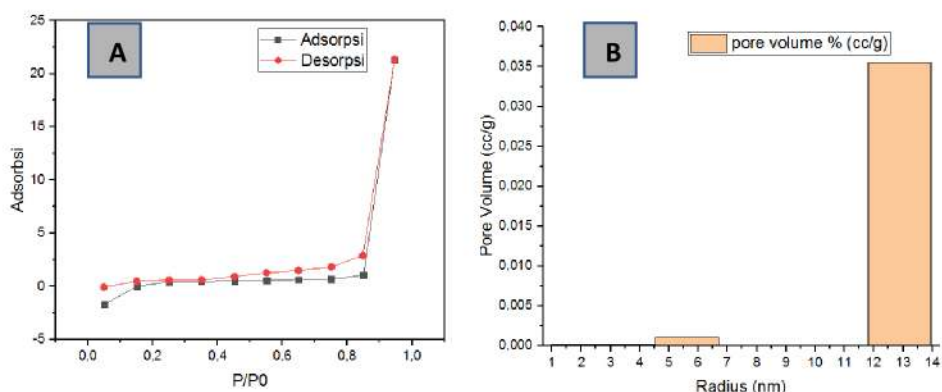 A
Adsorpsi
Desorpsi
Adsorbsi
25
20
15
10
5
0
-5
0,0 0,2 0,4 0,6 0,8 1,0
P/P0
B
pore volume % (cc/g)
Pore Volume (cc/g)
0,040
0,035
0,030
0,025
0,020
0,015
0,010
0,005
0,000
1 2 3 4 5 6 7 8 9 10 11 12 13 14
Radius (nm)